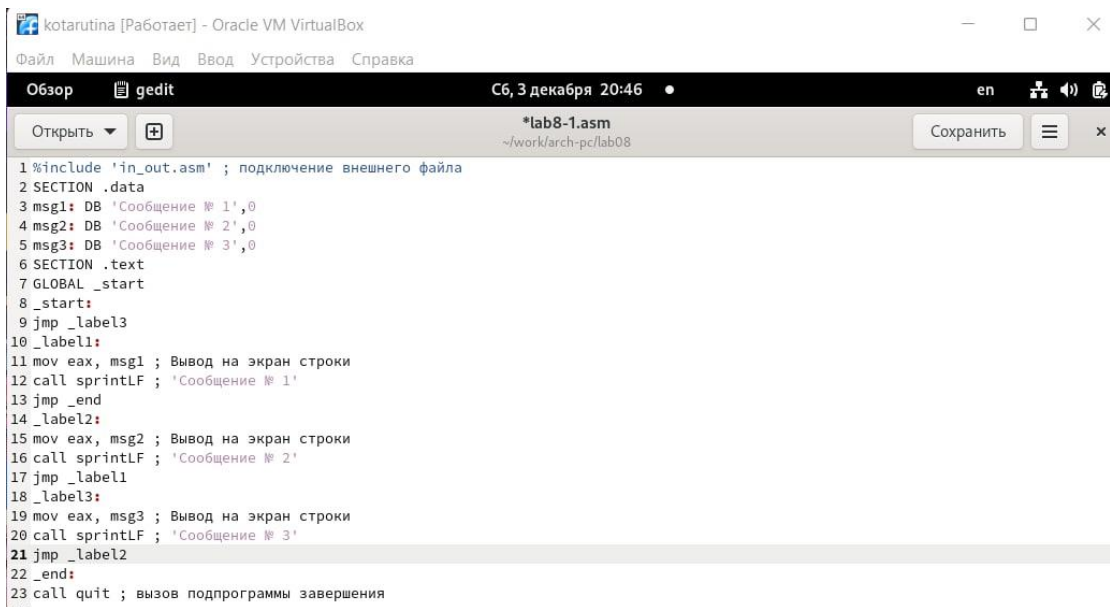 kotarutina [Работает] - Oracle VM VirtualBox
Файл Машина Вид Ввод Устройства Справка
Обзор gedit Сб, 3 декабря 20:46 en
Открыть *lab8-1.asm Сохранить
~/work/arch-pc/lab08
1 %include 'in_out.asm' ; подключение внешнего файла
2 SECTION .data
3 msg1: DB 'Сообщение № 1',0
4 msg2: DB 'Сообщение № 2',0
5 msg3: DB 'Сообщение № 3',0
6 SECTION .text
7 GLOBAL _start
8 _start:
9 jmp _label3
10 _label1:
11 mov eax, msg1 ; Вывод на экран строки
12 call sprintLF ; 'Сообщение № 1'
13 jmp _end
14 _label2:
15 mov eax, msg2 ; Вывод на экран строки
16 call sprintLF ; 'Сообщение № 2'
17 jmp _label1
18 _label3:
19 mov eax, msg3 ; Вывод на экран строки
20 call sprintLF ; 'Сообщение № 3'
21 jmp _label2
22 _end:
23 call quit ; вызов подпрограммы завершения